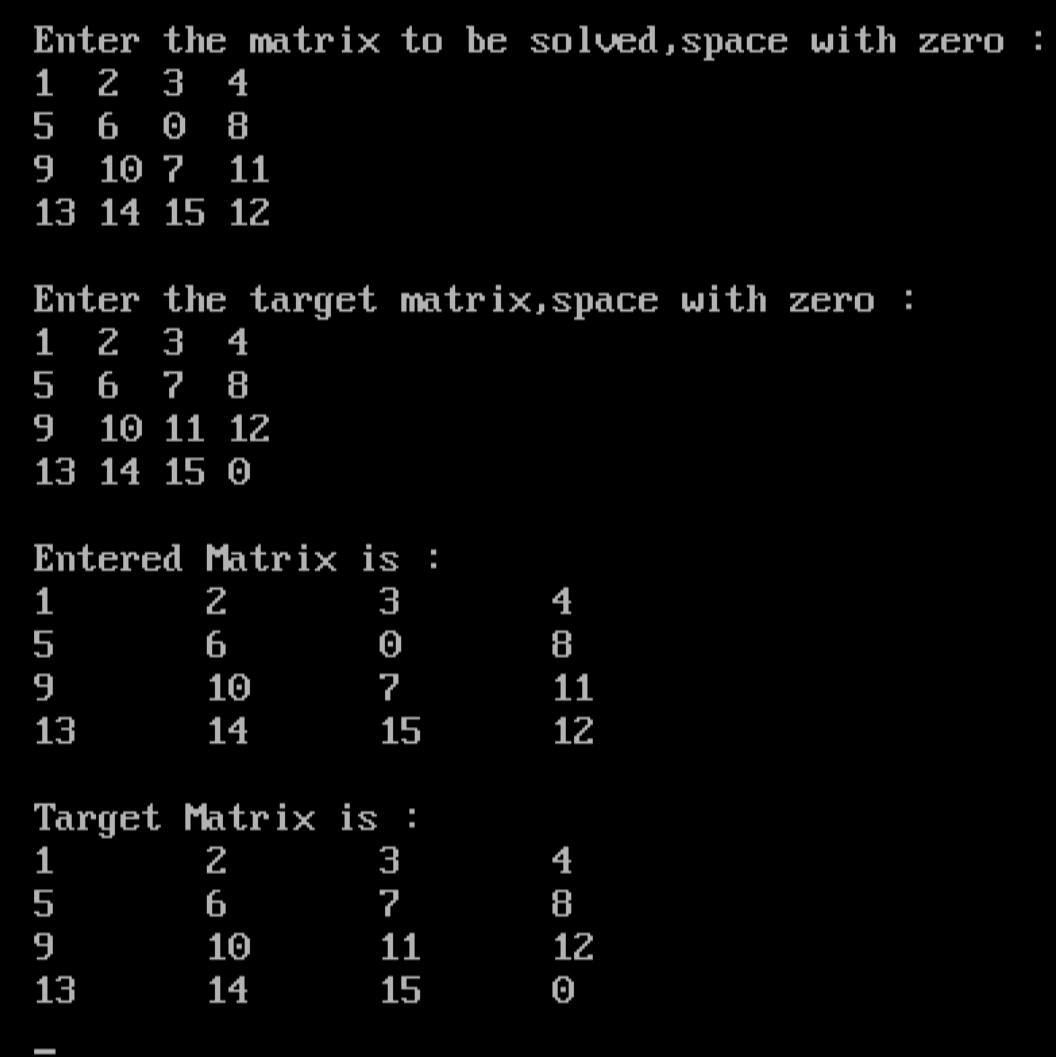 Enter the matrix to be solved,space with zero :
1 2 3 4
5 6 0 8
9 10 7 11
13 14 15 12
Enter the target matrix,space with zero :
1 2 3 4
5 6 7 8
9 10 11 12
13 14 15 0
Entered Matrix is :
1 2 3 4
5 6 0 8
9 10 7 11
13 14 15 12
Target Matrix is :
1 2 3 4
5 6 7 8
9 10 11 12
13 14 15 0
_